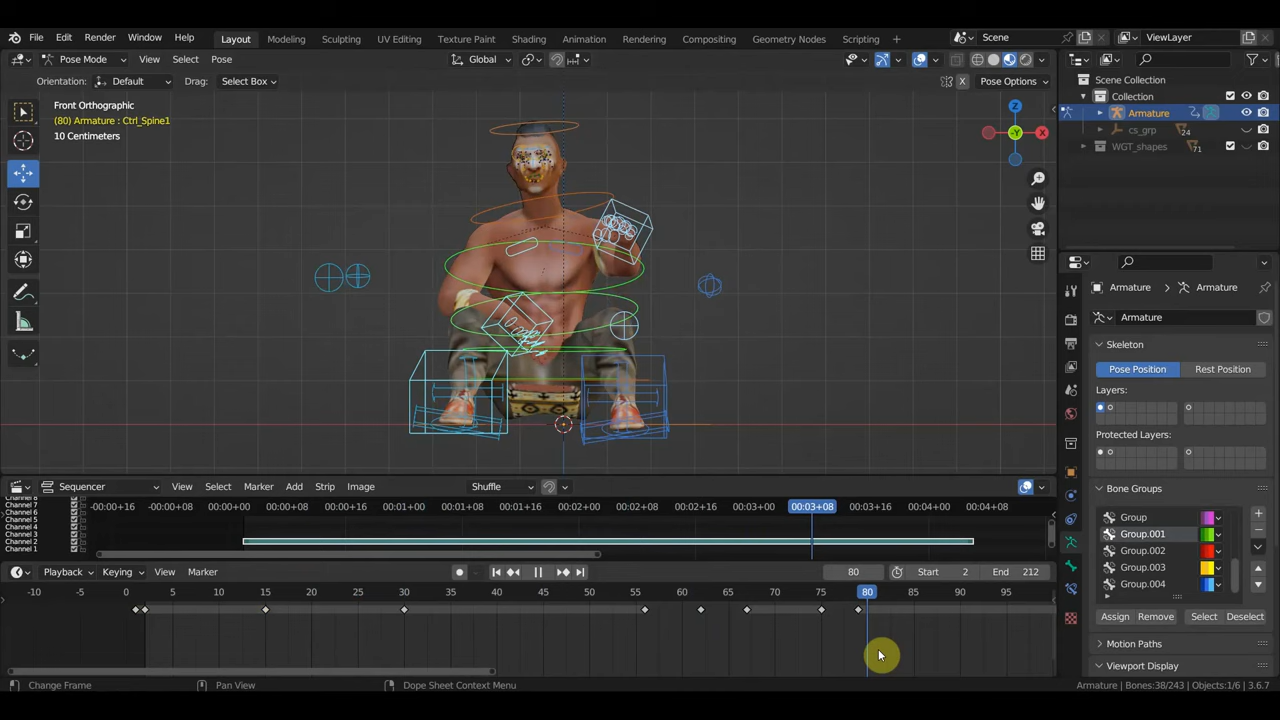 File Edit Render Window Help Layout Modeling Sculpting UV Editing Texture Paint Shading Animation Rendering Compositing Geometry Nodes Scripting + Scene ViewLayer
Pose Mode View Select Pose Global
Orientation: Default Drag: Select Box X Pose Options
Scene Collection
Collection
Armature
cs_grp 24
WGT_shapes 71
Front Orthographic
(80) Armature : Ctrl_Spine1
10 Centimeters
Z
X
-Y
Armature Armature
Armature
Skeleton
Pose Position Rest Position
Layers:
Protected Layers:
Bone Groups
Group
Group.001
Group.002
Group.003
Group.004
Assign Remove Select Deselect
Motion Paths
Viewport Display
Sequencer View Select Marker Add Strip Image Shuffle
Channel 7
Channel 6
Channel 5
Channel 4
Channel 3
Channel 2
Channel 1
-00:00+16 -00:00+08 00:00+00 00:00+08 00:00+16 00:01+00 00:01+08 00:01+16 00:02+00 00:02+08 00:02+16 00:03+00 00:03+08 00:03+16 00:04+00 00:04+08
Playback Keying View Marker 80 Start 2 End 212
-10 -5 0 5 10 15 20 25 30 35 40 45 50 55 60 65 70 75 80 85 90 95 100
Change Frame Pan View Dope Sheet Context Menu Armature | Bones:38/243 | Objects:1/6 | 3.6.7